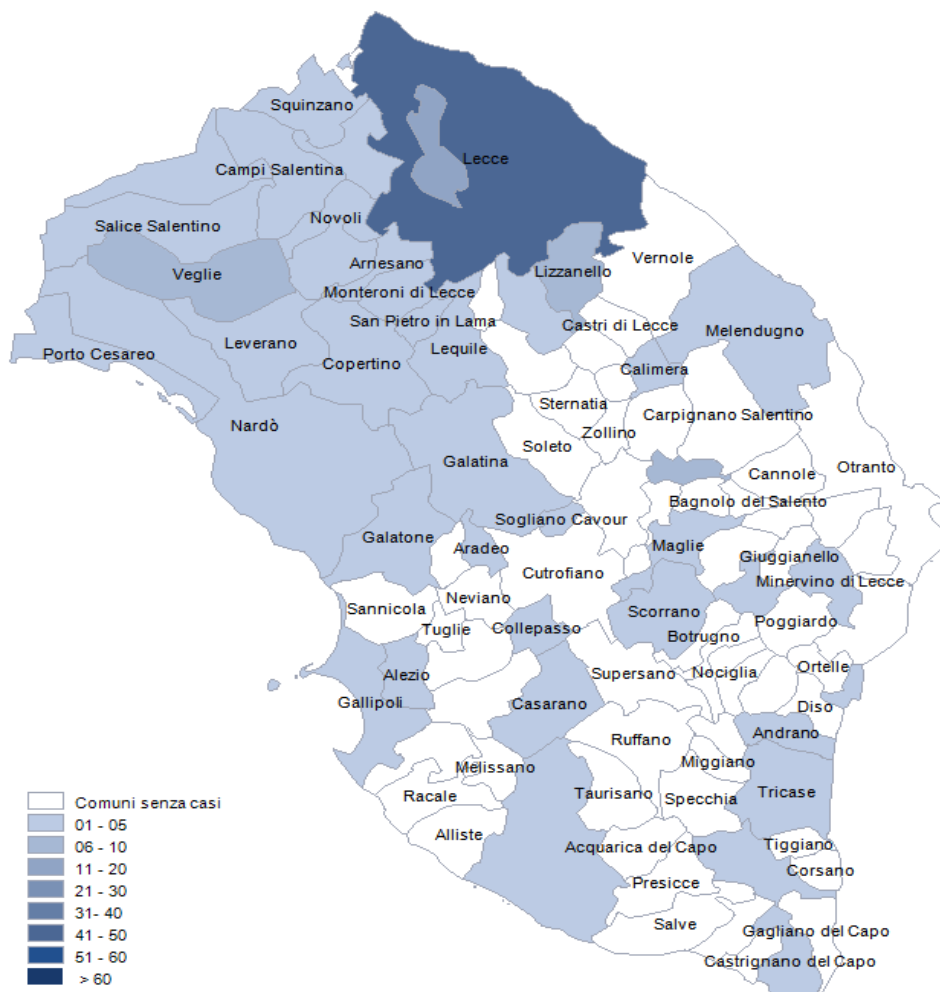 Squinzano
Lecce
Campi Salentina
Novoli
Salice Salentino
Vernole
Arnesano
Lizzanello
Veglie
Monteroni di Lecce
San Pietro in Lama
Castri di Lecce
Melendugno
Leverano
Lequile
Porto Cesareo
Copertino
Calimera
Sternatia
Carpignano Salentino
Nardò
Zollino
Soleto
Galatina
Otranto
Cannole
Bagnolo del Salento
Sogliano Cavour
Galatone
Aradeo
Maglie
Giuggianello
Cutrofiano
Minervino di Lecce
Neviano
Sannicola
Scorrano
Poggiardo
Tuglie
Collepasso
Botrugno
Ortelle
Alezio
Supersano
Nociglia
Gallipoli
Casarano
Diso
Andrano
Ruffano
Miggiano
Melissano
Taurisano
Specchia
Tricase
Racale
Alliste
Acquarica del Capo
Tiggiano
Corsano
Presicce
Salve
Gagliano del Capo
Castrignano del Capo
Comuni senza casi
01 - 05
06 - 10
11 - 20
21 - 30
31- 40
41 - 50
51 - 60
> 60